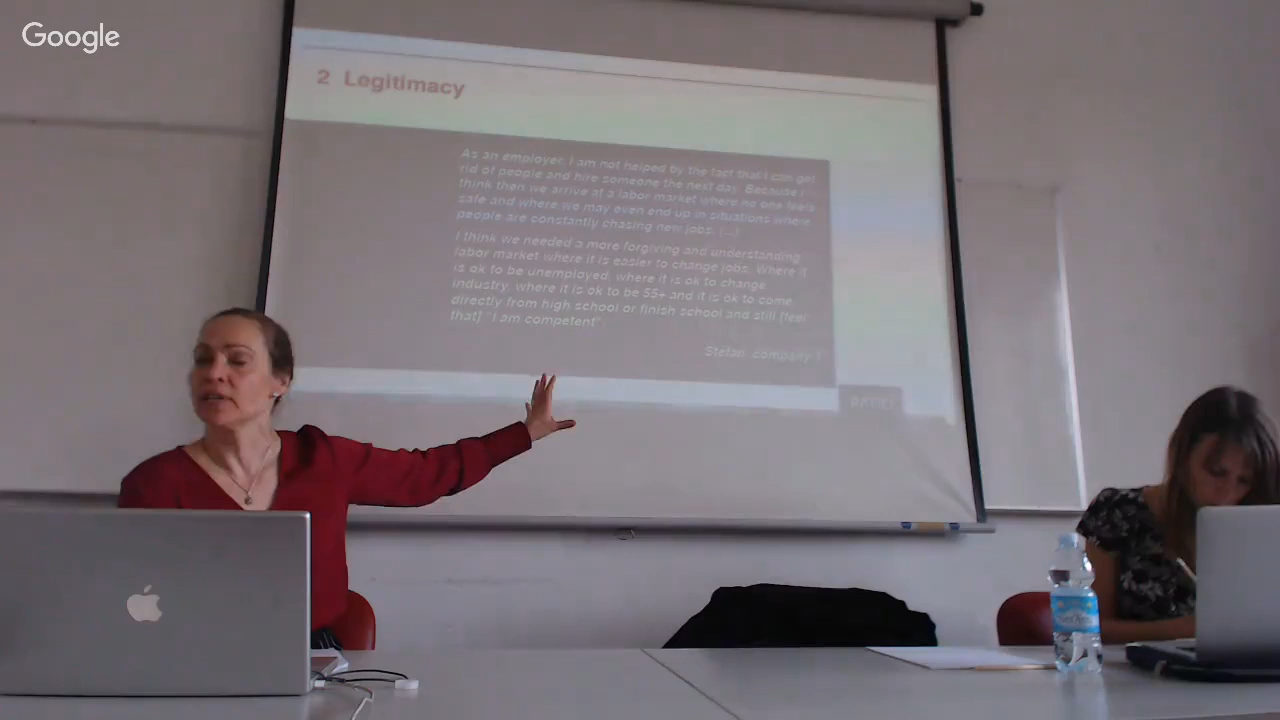 Google
2 Legitimacy
As an employer, I am not helped by the fact that I can get
rid of people and hire someone the next day. Because I
think then we arrive at a labor market where no one feels
safe and where we may even end up in situations where
people are constantly chasing new jobs. (...)
I think we needed a more forgiving and understanding
labor market where it is easier to change jobs. Where it
is ok to be unemployed, where it is ok to change
industry, where it is ok to be 55+ and it is ok to come
directly from high school or finish school and still [feel
that] "I am competent"
Stefan, company 1
RATIO